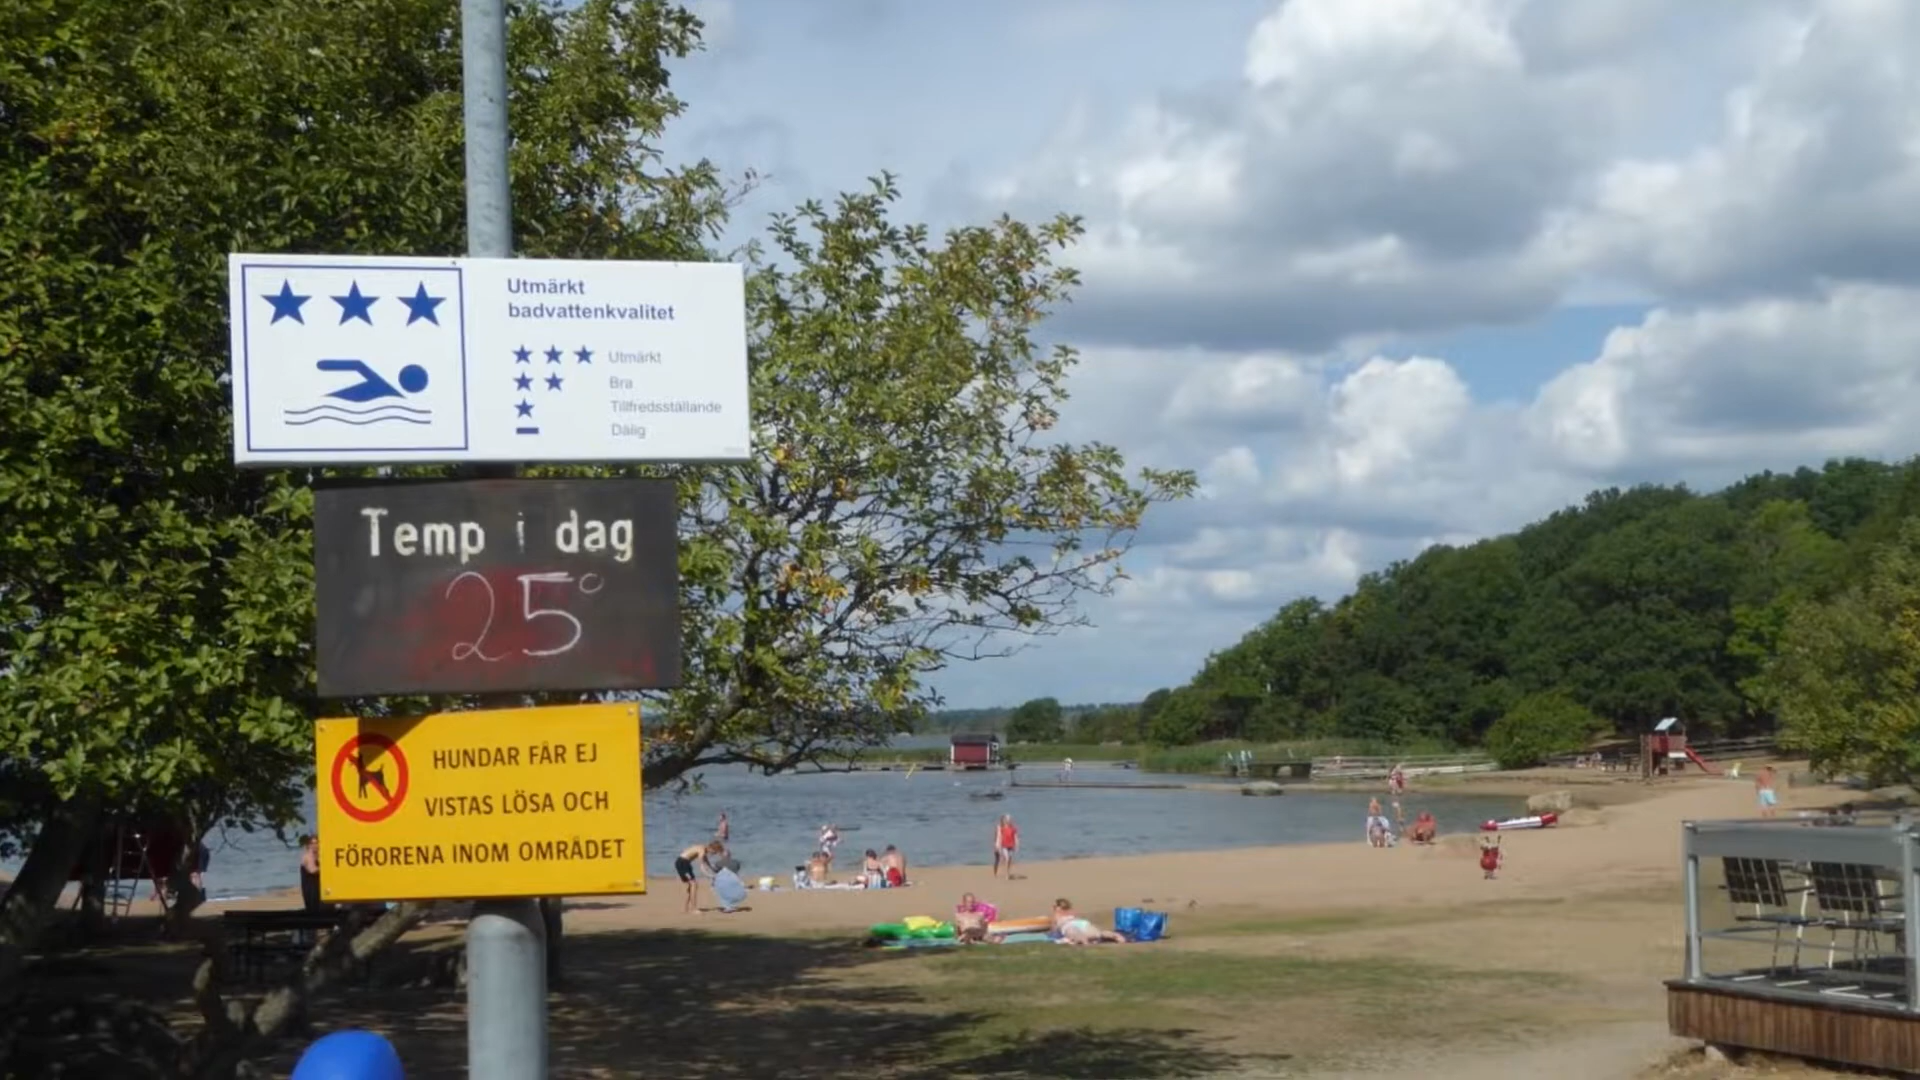 Utmärkt
badvattenkvalitet
Utmärkt
Bra
Tillfredsställande
Dålig
Temp i dag
25°
HUNDAR FÅR EJ
VISTAS LÖSA OCH
FÖRORENA INOM OMRÅDET